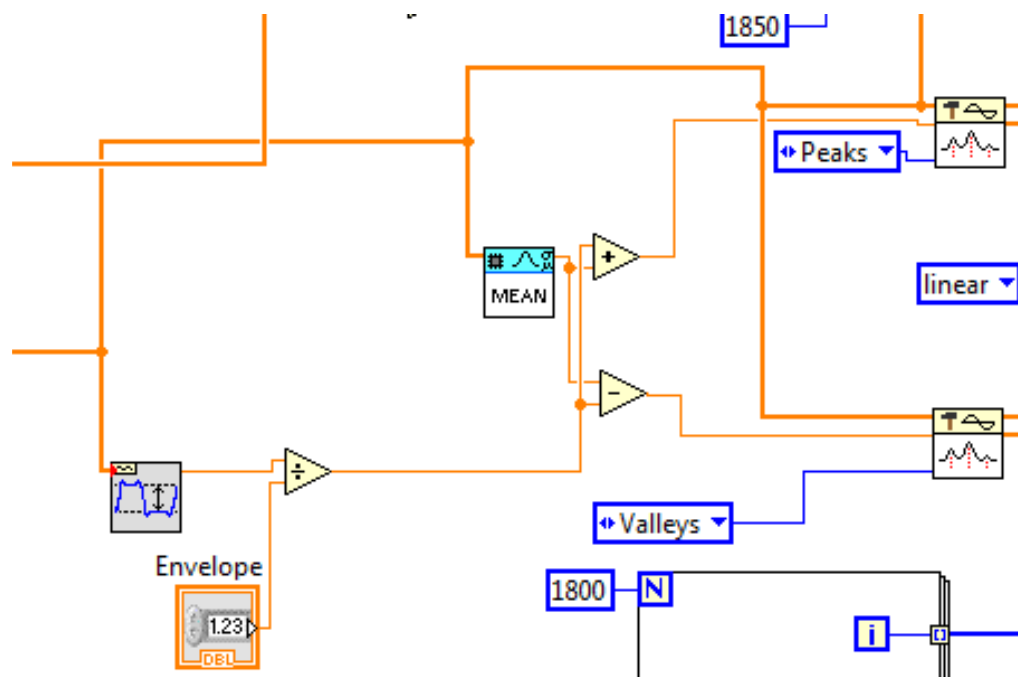 1850
Peaks
+
MEAN
linear
-
÷
Valleys
Envelope
1.23
DBL
1800
N
i